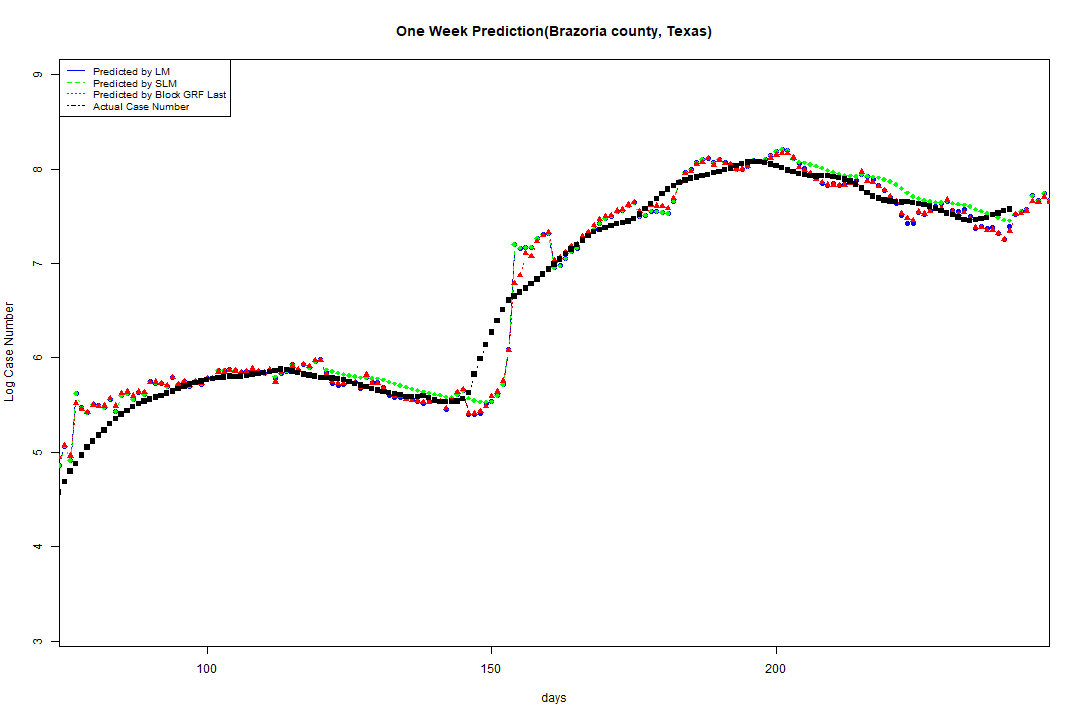 One Week Prediction(Brazoria county, Texas)
Predicted by LM
Predicted by SLM
Predicted by Block GRF Last
Actual Case Number
9
8
7
6
5
4
3
Log Case Number
100 150 200
days